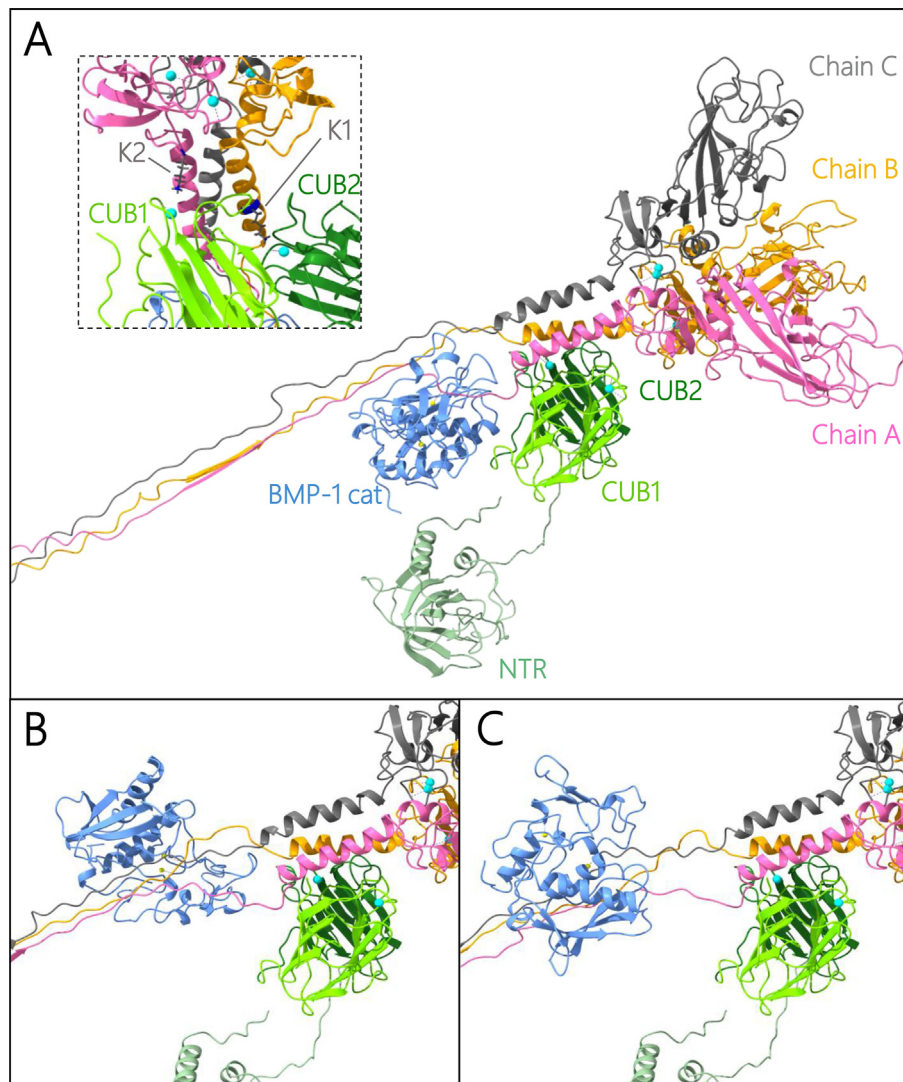 A
Chain C
K2
K1
Chain B
CUB1
CUB2
CUB2
Chain A
BMP-1 cat
CUB1
NTR
B
C